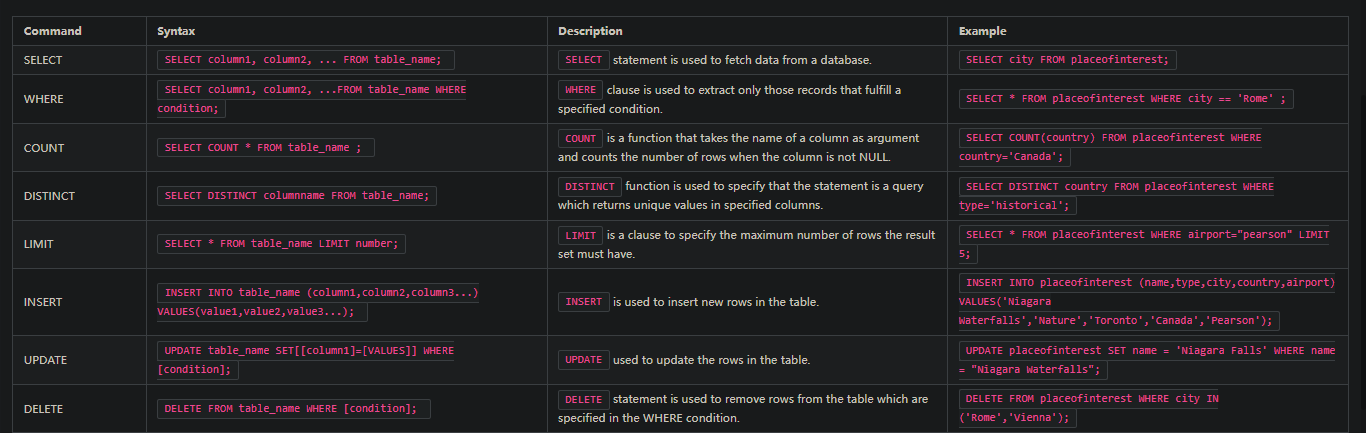 Command Syntax Description Example
SELECT SELECT column1, column2, ... FROM table_name; SELECT statement is used to fetch data from a database. SELECT city FROM placeofinterest;
WHERE SELECT column1, column2, ...FROM table_name WHERE
condition; WHERE clause is used to extract only those records that fulfill a
specified condition. SELECT * FROM placeofinterest WHERE city == 'Rome' ;
COUNT SELECT COUNT * FROM table_name ; COUNT is a function that takes the name of a column as argument
and counts the number of rows when the column is not NULL. SELECT COUNT(country) FROM placeofinterest WHERE
country='Canada';
DISTINCT SELECT DISTINCT columnname FROM table_name; DISTINCT function is used to specify that the statement is a query
which returns unique values in specified columns. SELECT DISTINCT country FROM placeofinterest WHERE
type='historical';
LIMIT SELECT * FROM table_name LIMIT number; LIMIT is a clause to specify the maximum number of rows the result
set must have. SELECT * FROM placeofinterest WHERE airport="pearson" LIMIT
5;
INSERT INSERT INTO table_name (column1,column2,column3...)
VALUES(value1,value2,value3...); INSERT is used to insert new rows in the table. INSERT INTO placeofinterest (name,type,city,country,airport)
VALUES('Niagara
Waterfalls','Nature','Toronto','Canada','Pearson');
UPDATE UPDATE table_name SET[[column1]=[VALUES]] WHERE
[condition]; UPDATE used to update the rows in the table. UPDATE placeofinterest SET name = 'Niagara Falls' WHERE name
= "Niagara Waterfalls";
DELETE DELETE FROM table_name WHERE [condition]; DELETE statement is used to remove rows from the table which are
specified in the WHERE condition. DELETE FROM placeofinterest WHERE city IN
('Rome','Vienna');